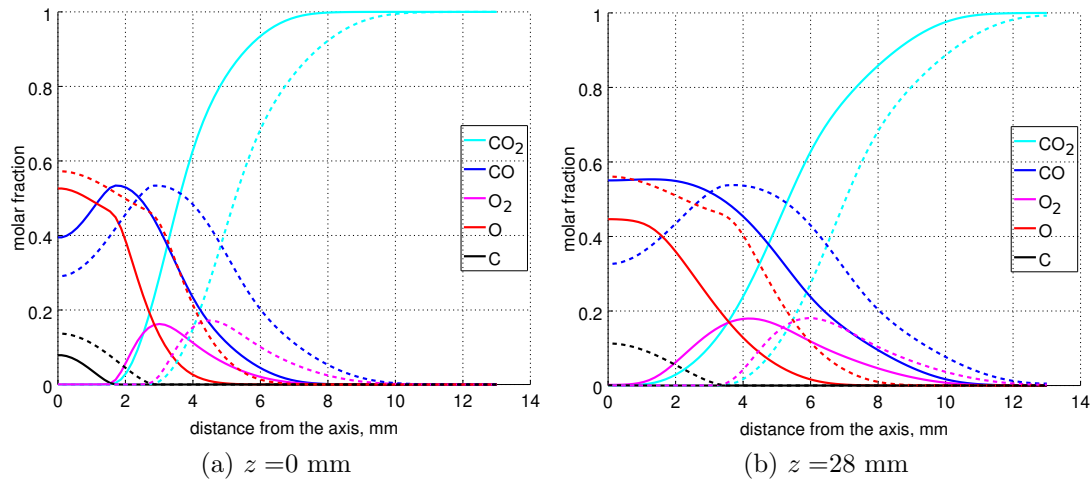 1
0.8
0.6
0.4
0.2
0
molar fraction
0 2 4 6 8 10 12 14
distance from the axis, mm
CO2
CO
O2
O
C
(a) z =0 mm
1
0.8
0.6
0.4
0.2
0
molar fraction
0 2 4 6 8 10 12 14
distance from the axis, mm
CO2
CO
O2
O
C
(b) z =28 mm